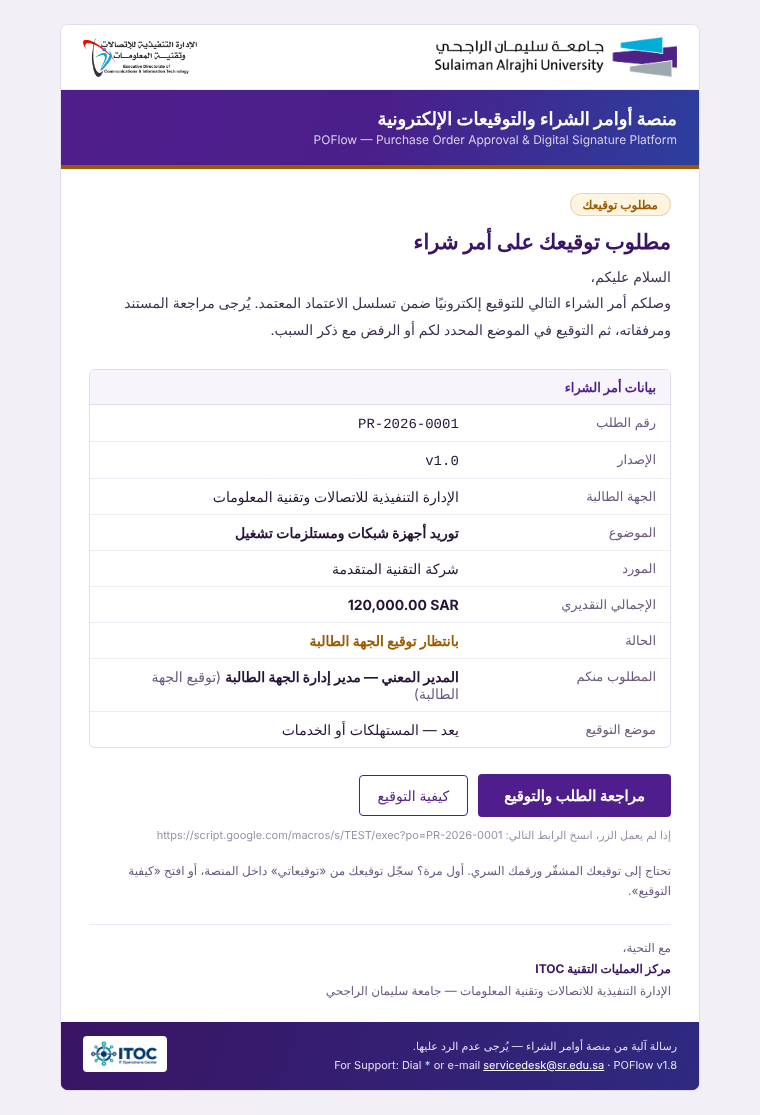 جامعة سليمان الراجحي
Sulaiman Alrajhi University
الإدارة التنفيذية للإتصالات
وتقنية المعلومات
Executive Directorate of
Communications & Information Technology
منصة أوامر الشراء والتوقيعات الإلكترونية
POFlow — Purchase Order Approval & Digital Signature Platform
مطلوب توقيعك
مطلوب توقيعك على أمر شراء
السلام عليكم،
وصلكم أمر الشراء التالي للتوقيع إلكترونيًا ضمن تسلسل الاعتماد المعتمد. يُرجى مراجعة المستند
ومرفقاته، ثم التوقيع في الموضع المحدد لكم أو الرفض مع ذكر السبب.
بيانات أمر الشراء
رقم الطلب PR-2026-0001
الإصدار v1.0
الجهة الطالبة الإدارة التنفيذية للاتصالات وتقنية المعلومات
الموضوع توريد أجهزة شبكات ومستلزمات تشغيل
المورد شركة التقنية المتقدمة
الإجمالي التقديري 120,000.00 SAR
الحالة بانتظار توقيع الجهة الطالبة
المطلوب منكم المدير المعني — مدير إدارة الجهة الطالبة (توقيع الجهة
الطالبة)
موضع التوقيع يعد — المستهلكات أو الخدمات
مراجعة الطلب والتوقيع
كيفية التوقيع
إذا لم يعمل الزر، انسخ الرابط التالي: https://script.google.com/macros/s/TEST/exec?po=PR-2026-0001
تحتاج إلى توقيعك المشفّر ورقمك السري. أول مرة؟ سجّل توقيعك من «توقيعاتي» داخل المنصة، أو افتح «كيفية
التوقيع».
مع التحية،
مركز العمليات التقنية ITOC
الإدارة التنفيذية للاتصالات وتقنية المعلومات — جامعة سليمان الراجحي
رسالة آلية من منصة أوامر الشراء — يُرجى عدم الرد عليها.
For Support: Dial * or e-mail servicedesk@sr.edu.sa · POFlow v1.8
ITOC
IT Operational Center